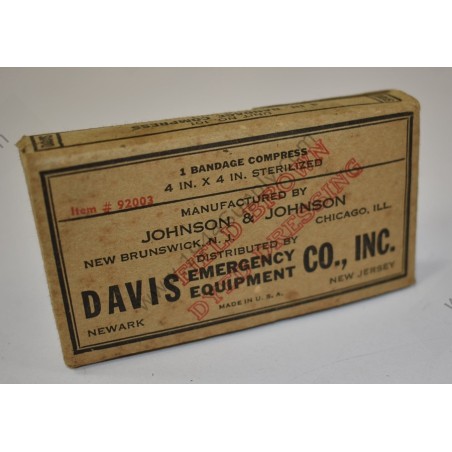 1 BANDAGE COMPRESS
4 IN. X 4 IN. STERILIZED
Item # 92003
MANUFACTURED BY
JOHNSON & JOHNSON
NEW BRUNSWICK, N. J. CHICAGO, ILL.
DISTRIBUTED BY
DAVIS EMERGENCY EQUIPMENT CO., INC.
NEWARK NEW JERSEY
MADE IN U. S. A.
FIELD BROWN
DYED DRESSING